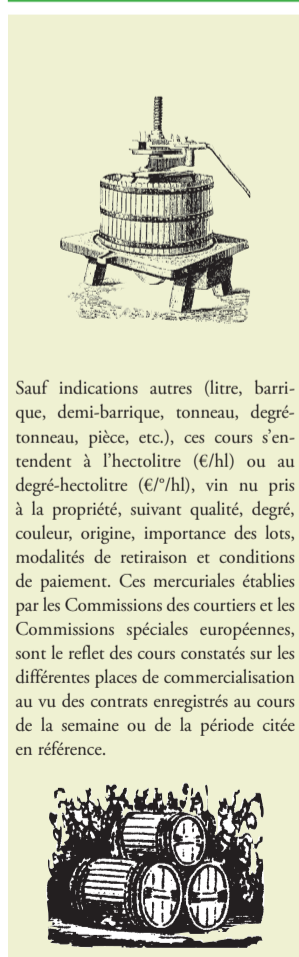 Sauf indications autres (litre, barri-
que, demi-barrique, tonneau, degré-
tonneau, pièce, etc.), ces cours s'en-
tendent à l'hectolitre (€/hl) ou au
degré-hectolitre (€/°/hl), vin nu pris
à la propriété, suivant qualité, degré,
couleur, origine, importance des lots,
modalités de retiraison et conditions
de paiement. Ces mercuriales établies
par les Commissions des courtiers et les
Commissions spéciales européennes,
sont le reflet des cours constatés sur les
différentes places de commercialisation
au vu des contrats enregistrés au cours
de la semaine ou de la période citée
en référence.